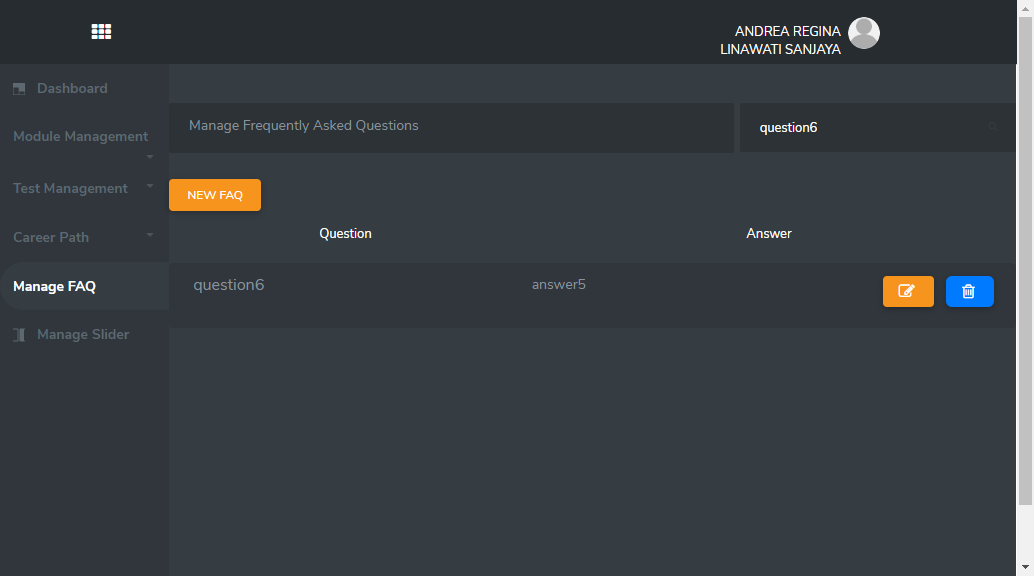 ANDREA REGINA
LINAWATI SANJAYA
Dashboard
Module Management
Test Management
Career Path
Manage FAQ
Manage Slider
Manage Frequently Asked Questions
question6
NEW FAQ
Question
Answer
question6
answer5